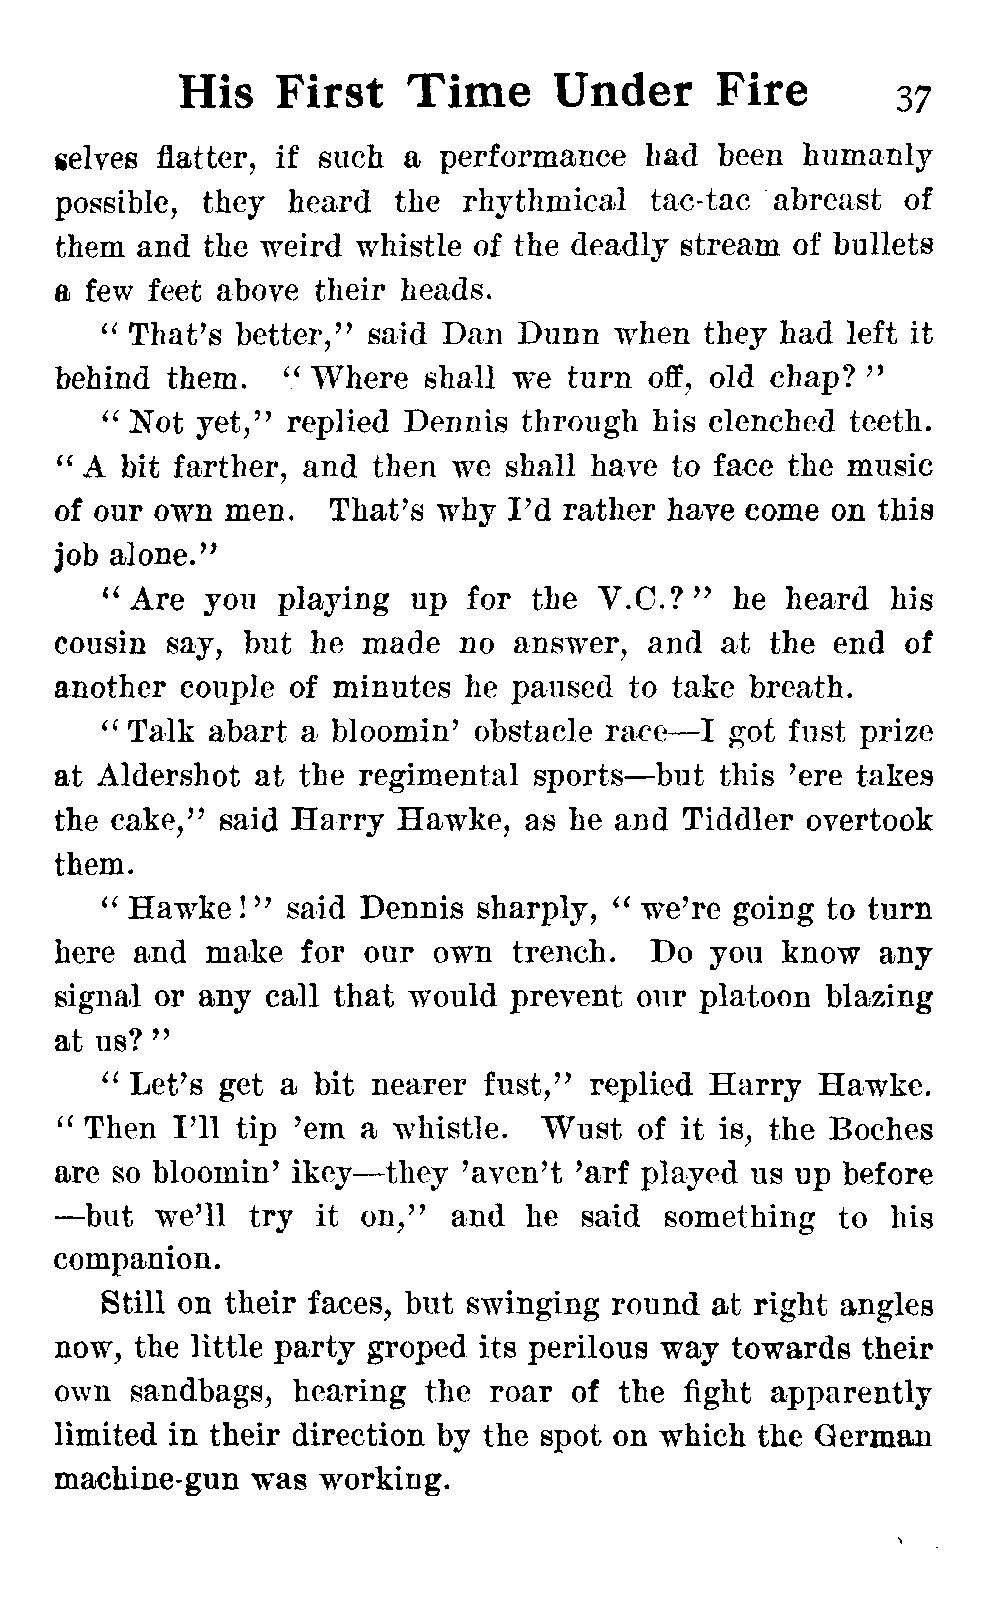 His First Time Under Fire 37
selves flatter, if such a performance had been humanly
possible, they heard the rhythmical tac-tac abreast of
them and the weird whistle of the deadly stream of bullets
a few feet above their heads.
“ That’s better,” said Dan Dunn when they had left it
behind them. “ Where shall we turn off, old chap? ”
“ Not yet,” replied Dennis through his clenched teeth.
“ A bit farther, and then we shall have to face the music
of our own men. That’s why I’d rather have come on this
job alone.”
“ Are you playing up for the V.C.? ” he heard his
cousin say, but he made no answer, and at the end of
another couple of minutes he paused to take breath.
“ Talk abart a bloomin’ obstacle race—I got fust prize
at Aldershot at the regimental sports—but this ’ere takes
the cake,” said Harry Hawke, as he and Tiddler overtook
them.
“ Hawke! ” said Dennis sharply, “ we’re going to turn
here and make for our own trench. Do you know any
signal or any call that would prevent our platoon blazing
at us? ”
“ Let’s get a bit nearer fust,” replied Harry Hawke.
“ Then I’ll tip ’em a whistle. Wust of it is, the Boches
are so bloomin’ ikey—they ’aven’t ’arf played us up before
—but we’ll try it on,” and he said something to his
companion.
Still on their faces, but swinging round at right angles
now, the little party groped its perilous way towards their
own sandbags, hearing the roar of the fight apparently
limited in their direction by the spot on which the German
machine-gun was working.